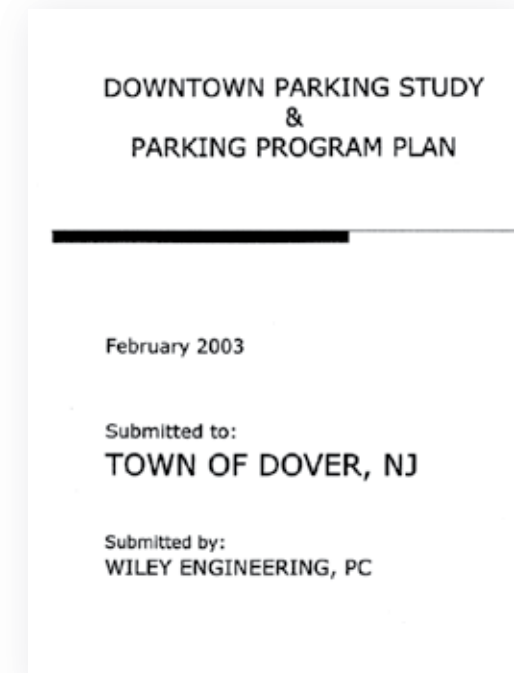 DOWNTOWN PARKING STUDY
&
PARKING PROGRAM PLAN
February 2003
Submitted to:
TOWN OF DOVER, NJ
Submitted by:
WILEY ENGINEERING, PC